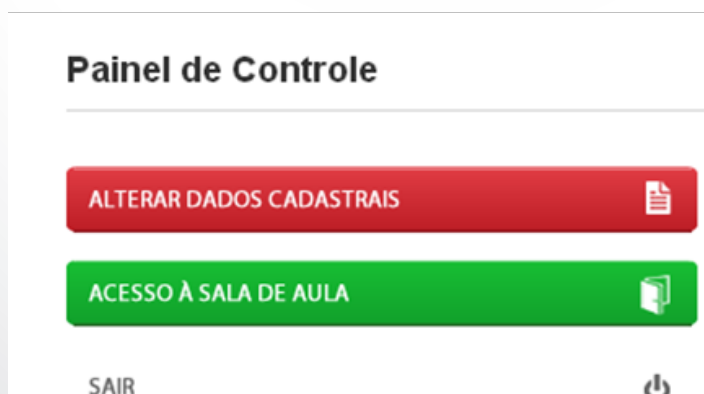 Painel de Controle
ALTERAR DADOS CADASTRAIS
ACESSO À SALA DE AULA
SAIR